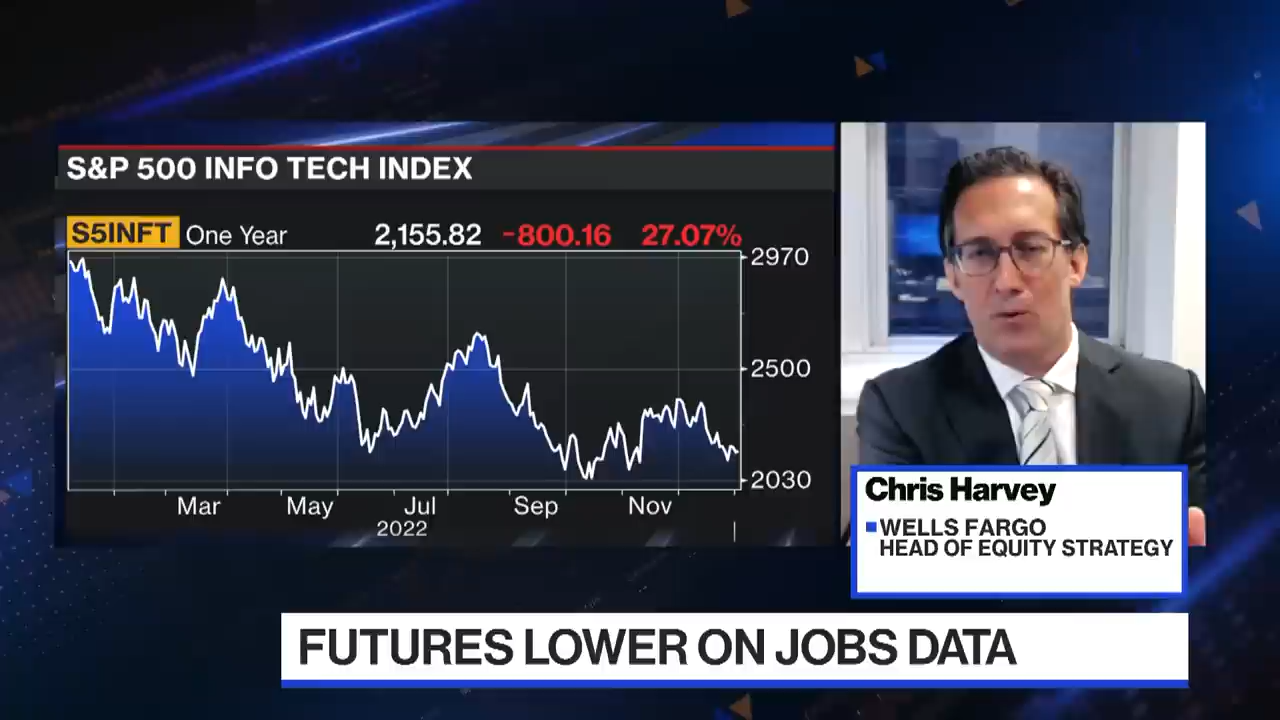 S&P 500 INFO TECH INDEX
S5INFT One Year 2,155.82 -800.16 27.07%
2970
2500
2030
Mar May Jul Sep Nov
2022
Chris Harvey
WELLS FARGO
HEAD OF EQUITY STRATEGY
FUTURES LOWER ON JOBS DATA